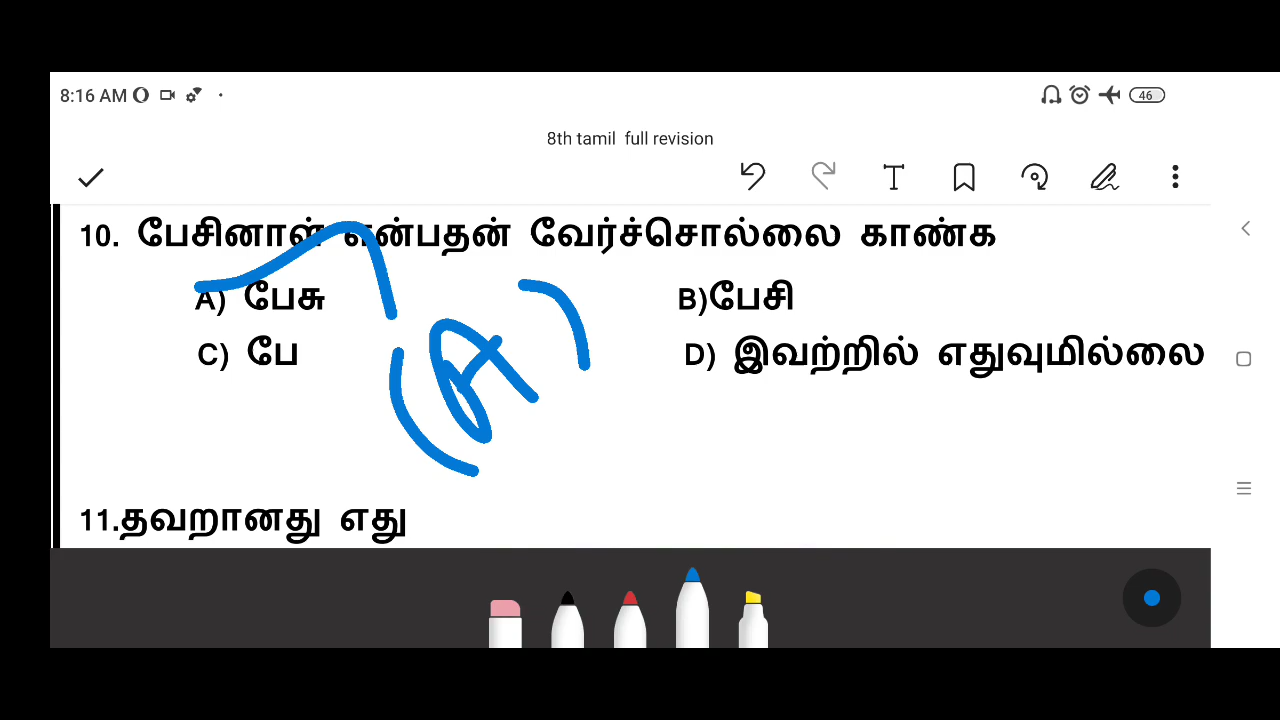 8:16 AM 46
8th tamil full revision
T
10. பேசினாள் என்பதன் வேர்ச்சொல்லை காண்க
A) பேசு B)பேசி
(A)
C) பே D) இவற்றில் எதுவுமில்லை
11.தவறானது எது